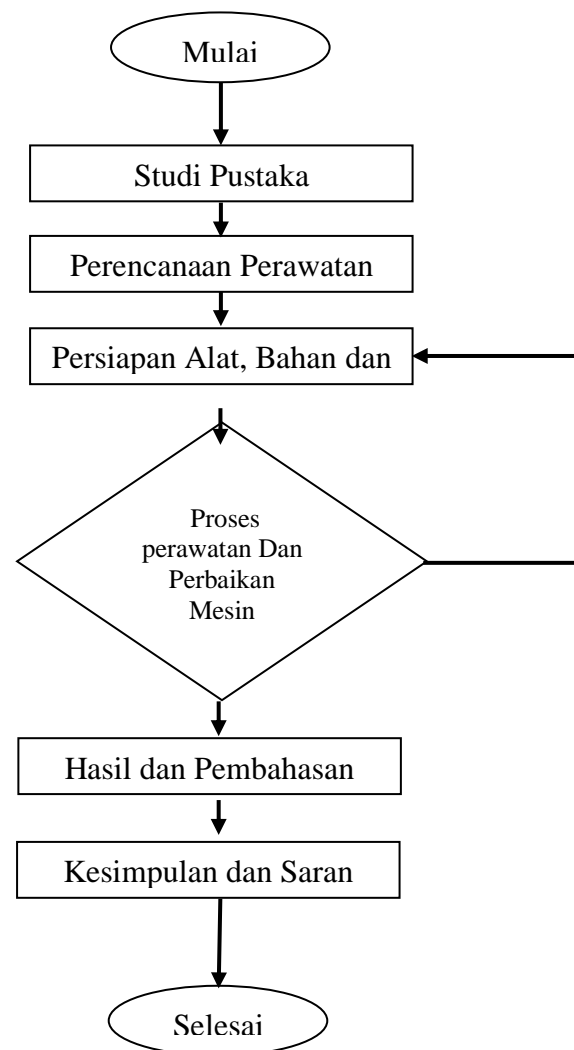 Mulai
Studi Pustaka
Perencanaan Perawatan
Persiapan Alat, Bahan dan
Proses
perawatan Dan
Perbaikan
Mesin
Hasil dan Pembahasan
Kesimpulan dan Saran
Selesai